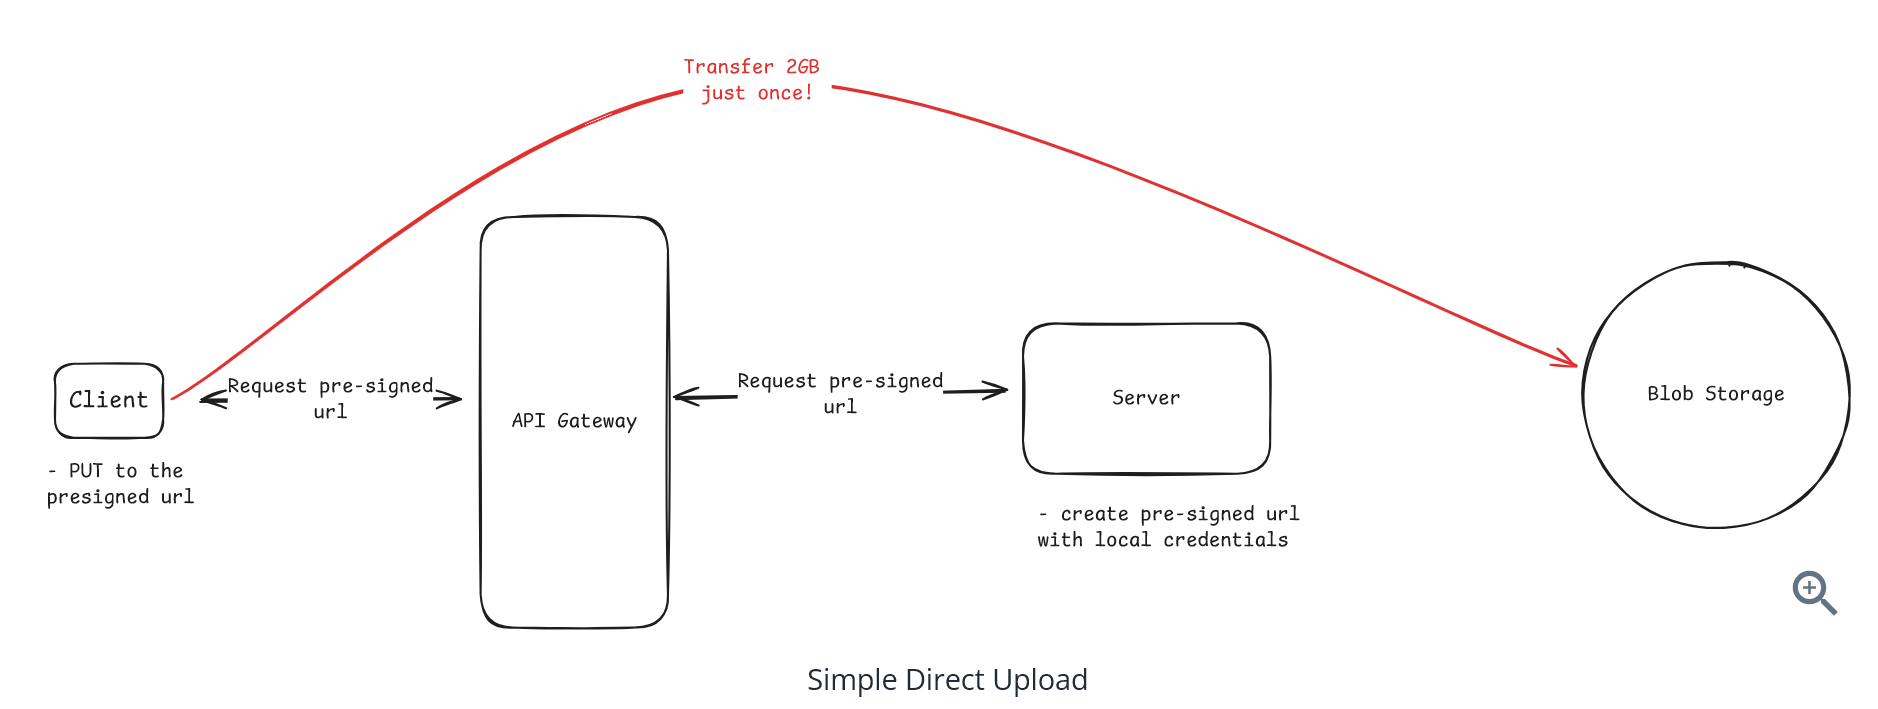 Transfer 2GB
just once!
Client
Request pre-signed
url
- PUT to the
presigned url
API Gateway
Request pre-signed
url
Server
- create pre-signed url
with local credentials
Blob Storage
Simple Direct Upload